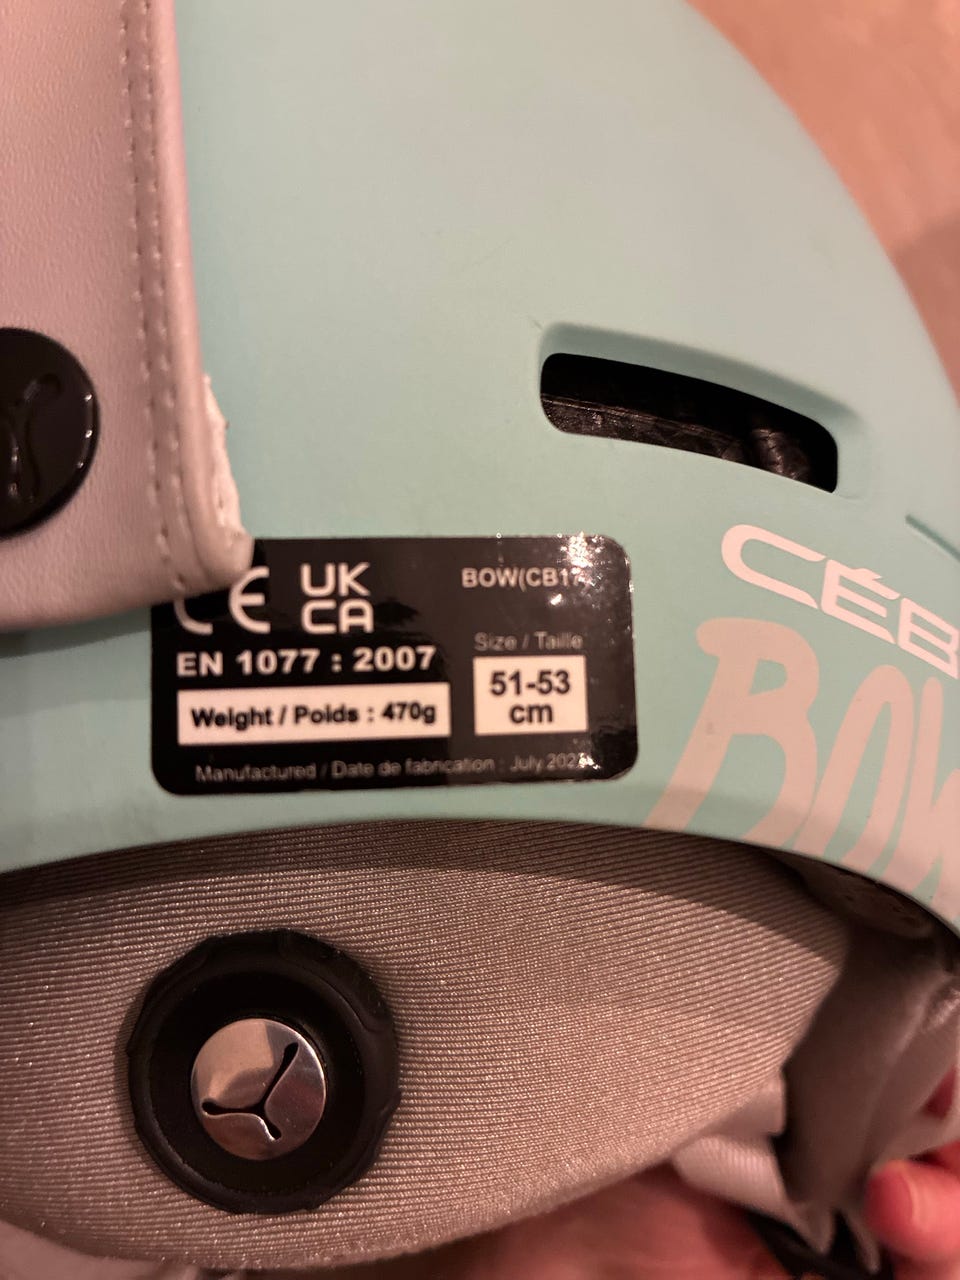 CE
UK
CA
BOW(CB17
EN 1077 : 2007
Size / Taille
51-53
cm
Weight / Poids : 470g
Manufactured / Date de fabrication : July
CÉB
BOW